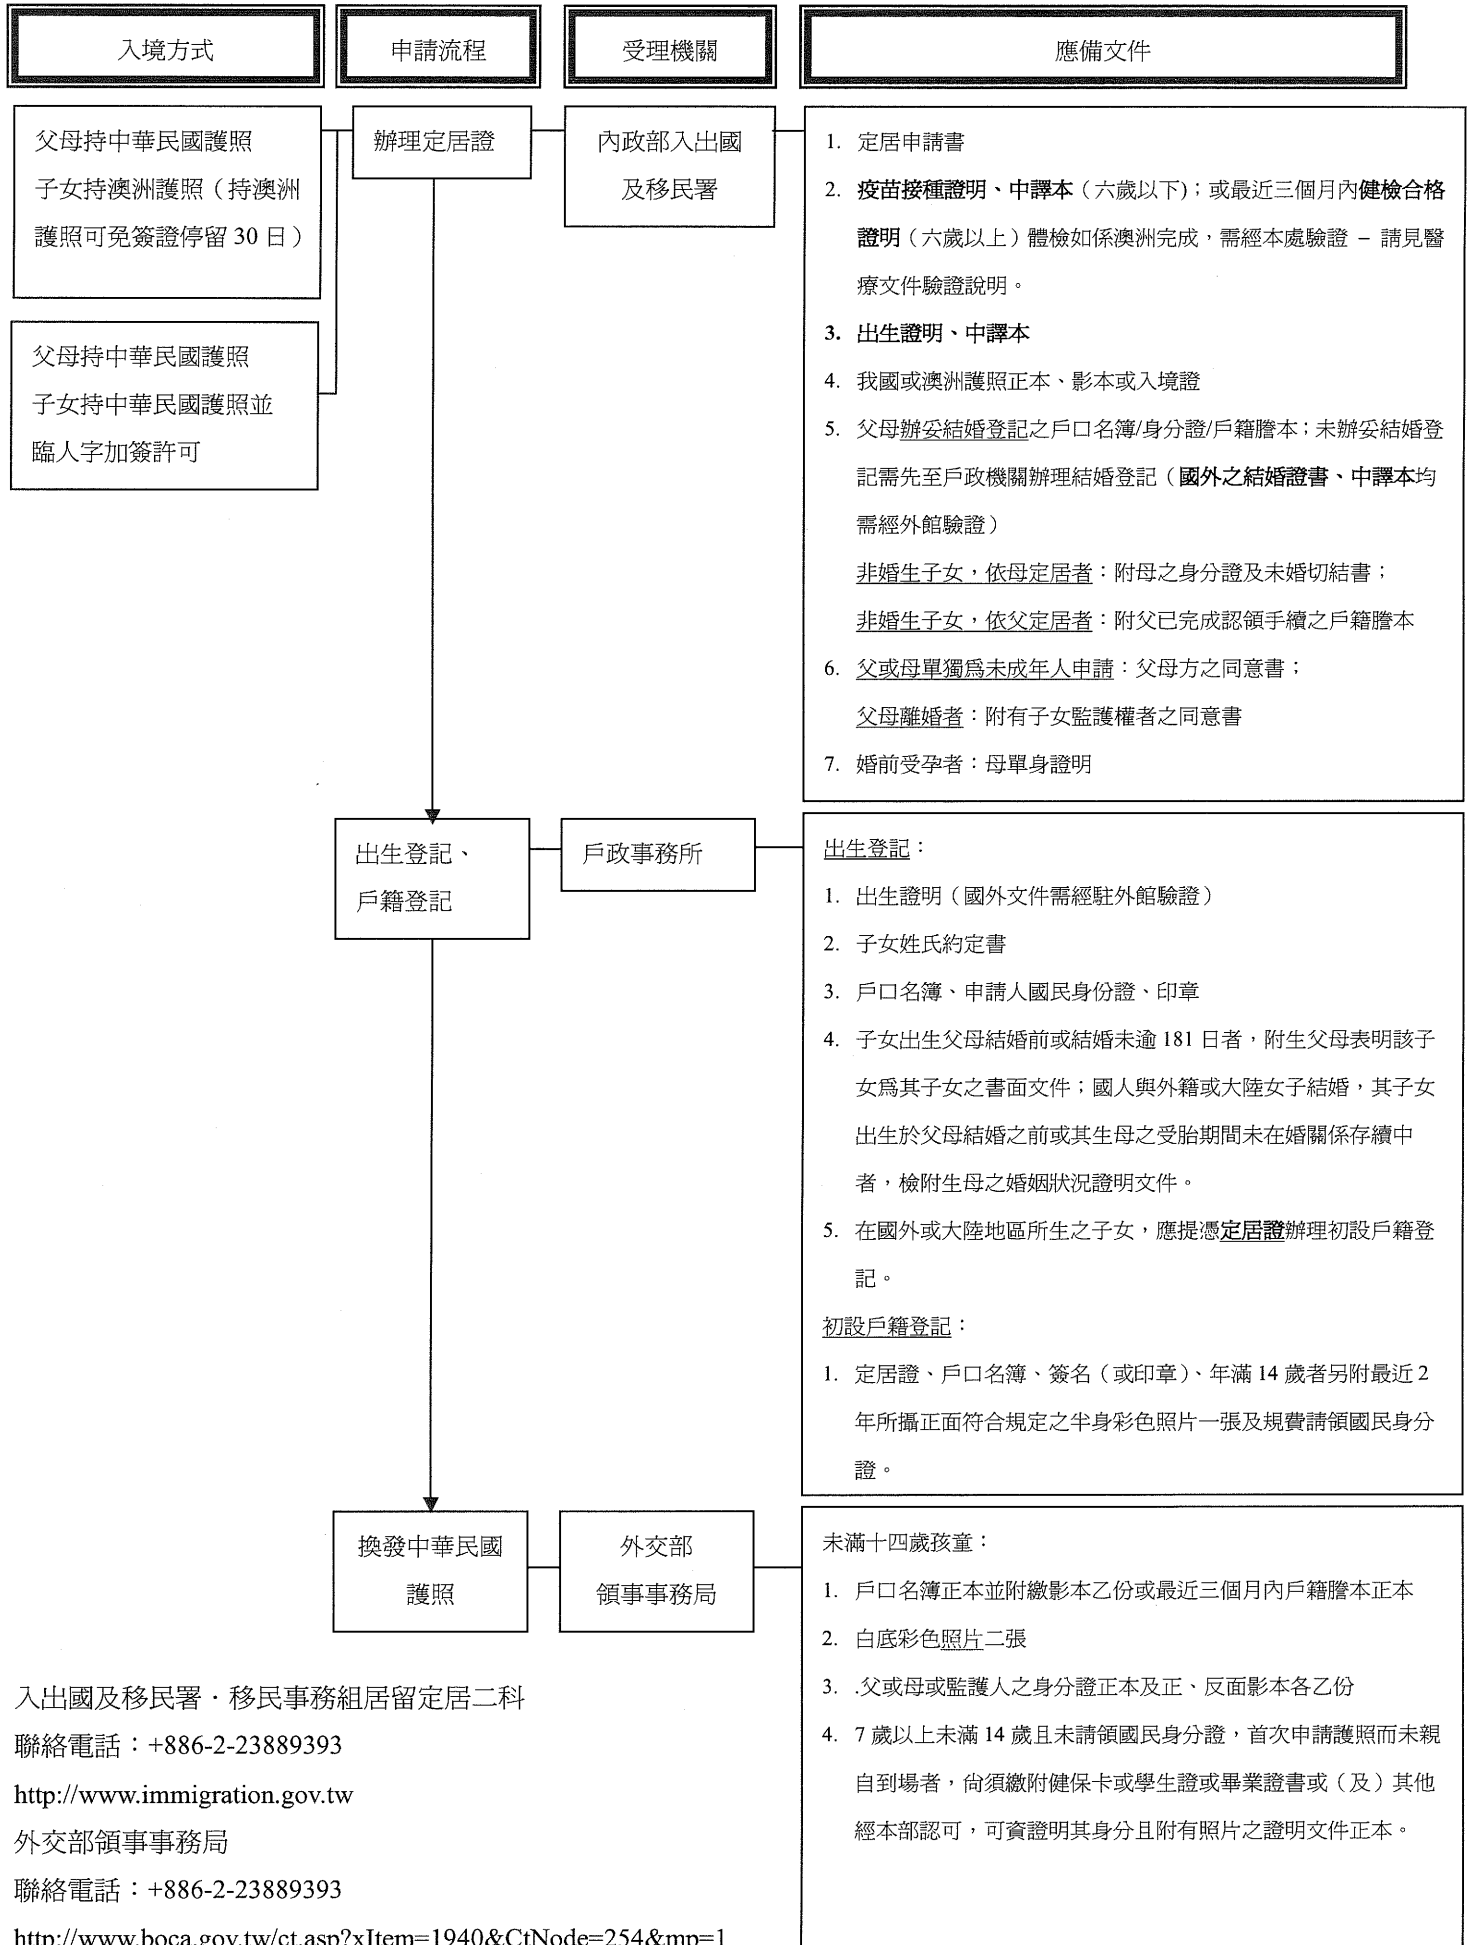 入境方式
申請流程
受理機關
應備文件
父母持中華民國護照
子女持澳洲護照（持澳洲
護照可免簽證停留 30 日）
父母持中華民國護照
子女持中華民國護照並
臨人字加簽許可
辦理定居證
內政部入出國
及移民署
1. 定居申請書
2. 疫苗接種證明、中譯本（六歲以下）；或最近三個月內健檢合格
證明（六歲以上）體檢如係澳洲完成，需經本處驗證 – 請見醫
療文件驗證說明。
3. 出生證明、中譯本
4. 我國或澳洲護照正本、影本或入境證
5. 父母辦妥結婚登記之戶口名簿/身分證/戶籍謄本；未辦妥結婚登
記需先至戶政機關辦理結婚登記（國外之結婚證書、中譯本均
需經外館驗證）
非婚生子女，依母定居者：附母之身分證及未婚切結書；
非婚生子女，依父定居者：附父已完成認領手續之戶籍謄本
6. 父或母單獨爲未成年人申請：父母方之同意書；
父母離婚者：附有子女監護權者之同意書
7. 婚前受孕者：母單身證明
出生登記、
戶籍登記
戶政事務所
出生登記：
1. 出生證明（國外文件需經駐外館驗證）
2. 子女姓氏約定書
3. 戶口名簿、申請人國民身份證、印章
4. 子女出生父母結婚前或結婚未逾 181 日者，附生父母表明該子
女爲其子女之書面文件；國人與外籍或大陸女子結婚，其子女
出生於父母結婚之前或其生母之受胎期間未在婚關係存續中
者，檢附生母之婚姻狀況證明文件。
5. 在國外或大陸地區所生之子女，應提憑定居證辦理初設戶籍登
記。
初設戶籍登記：
1. 定居證、戶口名簿、簽名（或印章）、年滿 14 歲者另附最近 2
年所攝正面符合規定之半身彩色照片一張及規費請領國民身分
證。
換發中華民國
護照
外交部
領事事務局
未滿十四歲孩童：
1. 戶口名簿正本並附繳影本乙份或最近三個月內戶籍謄本正本
2. 白底彩色照片二張
3. .父或母或監護人之身分證正本及正、反面影本各乙份
4. 7 歲以上未滿 14 歲且未請領國民身分證，首次申請護照而未親
自到場者，尙須繳附健保卡或學生證或畢業證書或（及）其他
經本部認可，可資證明其身分且附有照片之證明文件正本。
入出國及移民署．移民事務組居留定居二科
聯絡電話：+886-2-23889393
http://www.immigration.gov.tw
外交部領事事務局
聯絡電話：+886-2-23889393
http://www.boca.gov.tw/ct.asp?xItem=1940&CtNode=254&mp=1